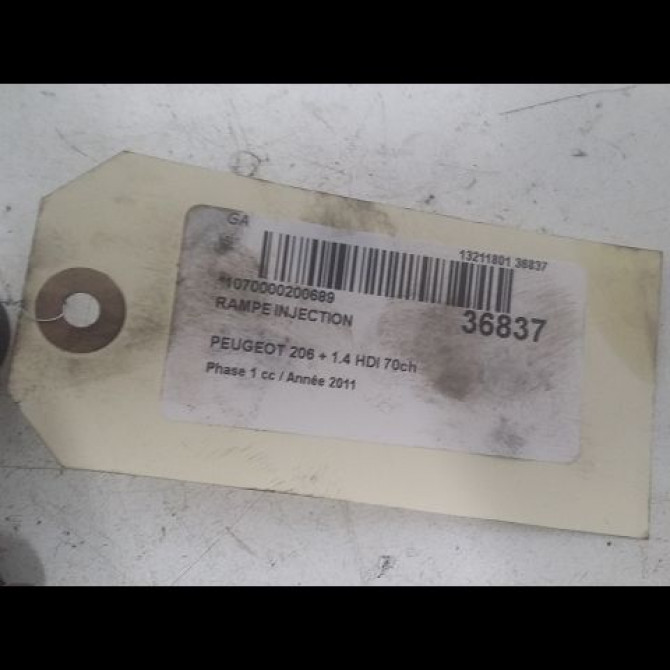 GA
13211801 36837
11070000200689
RAMPE INJECTION
36837
PEUGEOT 206 + 1.4 HDI 70ch
Phase 1 cc / Année 2011